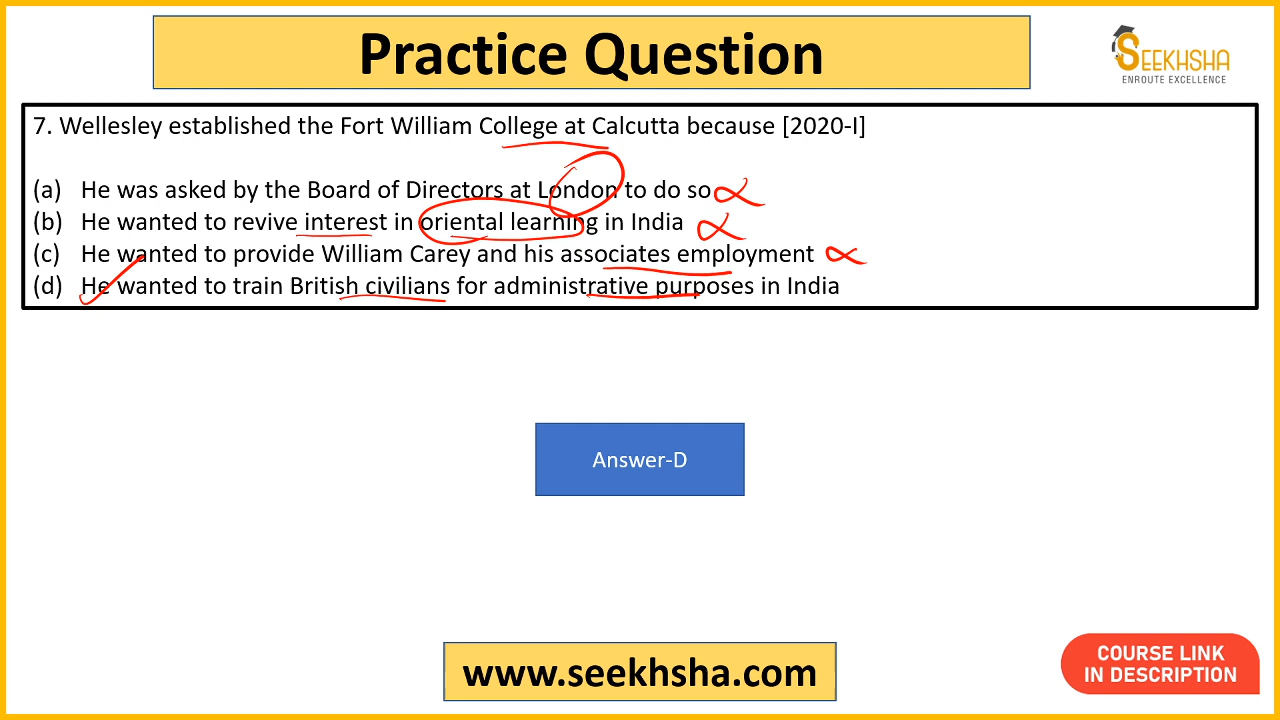 Practice Question
SEEKHSHA
ENROUTE EXCELLENCE
7. Wellesley established the Fort William College at Calcutta because [2020-I]
(a) He was asked by the Board of Directors at London to do so
(b) He wanted to revive interest in oriental learning in India
(c) He wanted to provide William Carey and his associates employment
(d) He wanted to train British civilians for administrative purposes in India
Answer-D
www.seekhsha.com
COURSE LINK
IN DESCRIPTION